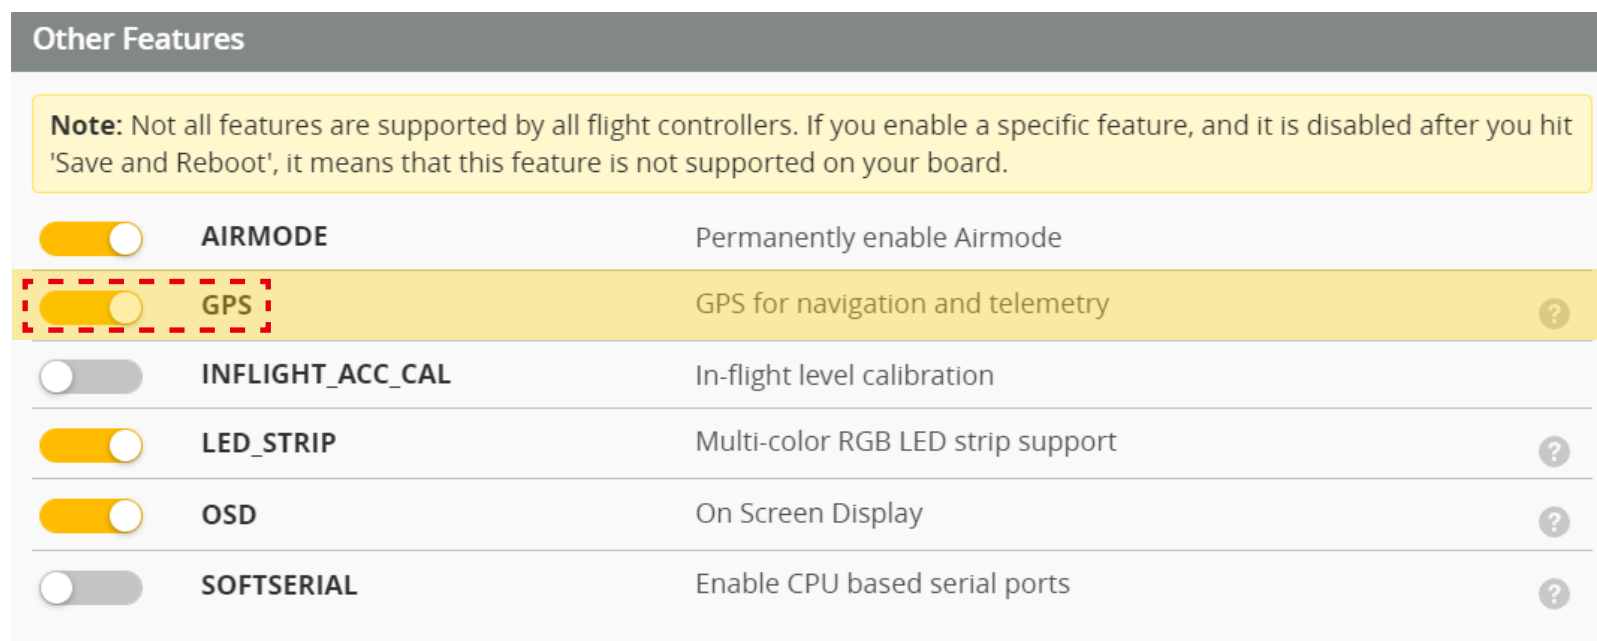 Other Features
Note: Not all features are supported by all flight controllers. If you enable a specific feature, and it is disabled after you hit
'Save and Reboot', it means that this feature is not supported on your board.
AIRMODE Permanently enable Airmode
GPS GPS for navigation and telemetry ?
INFLIGHT_ACC_CAL In-flight level calibration
LED_STRIP Multi-color RGB LED strip support ?
OSD On Screen Display ?
SOFTSERIAL Enable CPU based serial ports ?